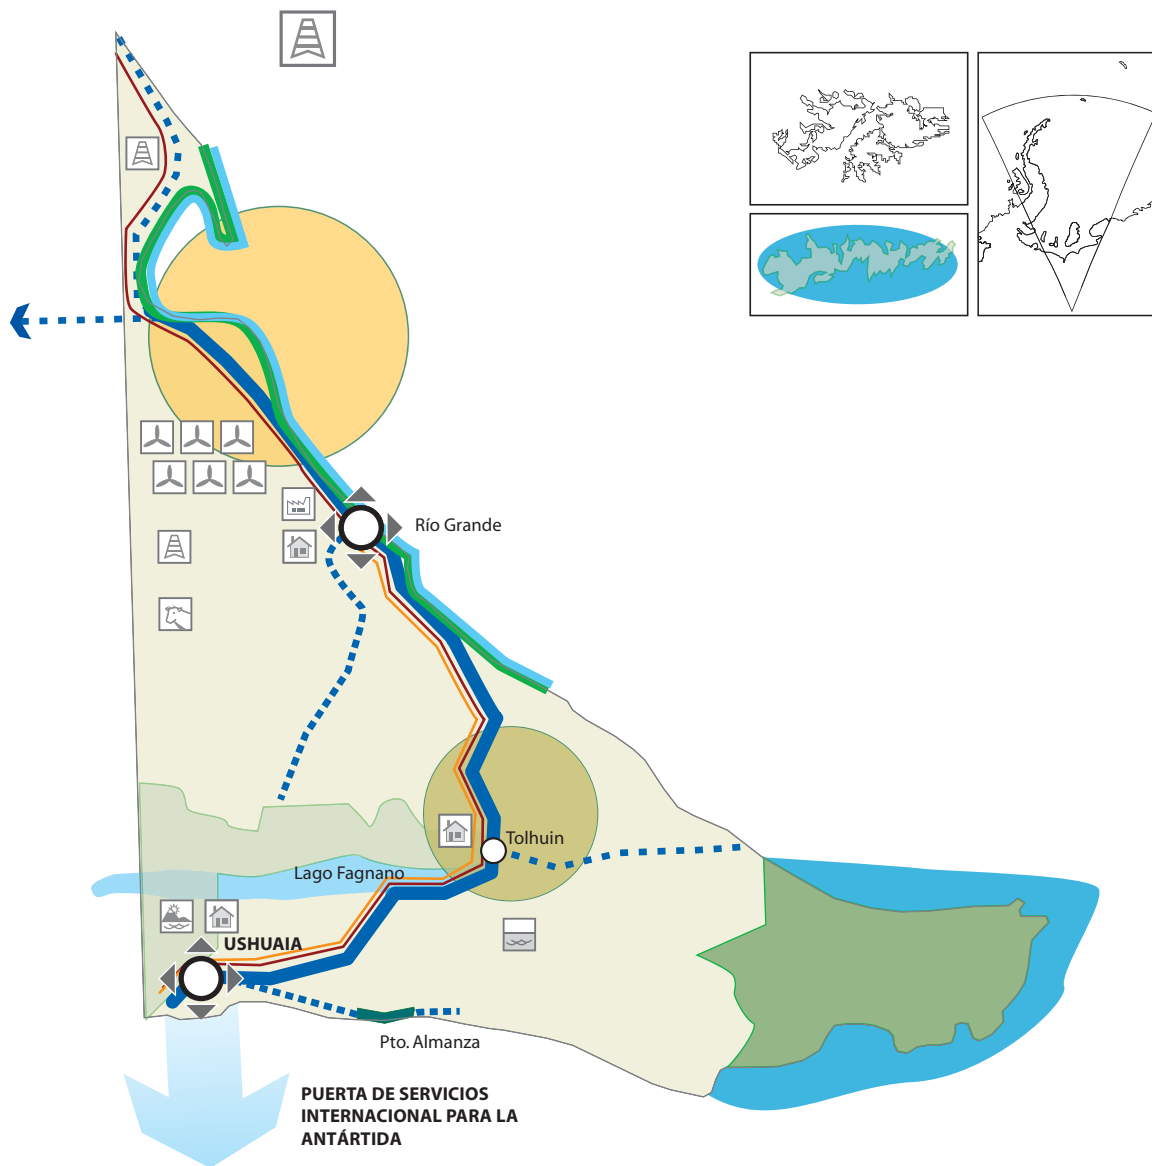 Río Grande
Tolhuin
Lago Fagnano
USHUAIA
Pto. Almanza
PUERTA DE SERVICIOS
INTERNACIONAL PARA LA
ANTÁRTIDA